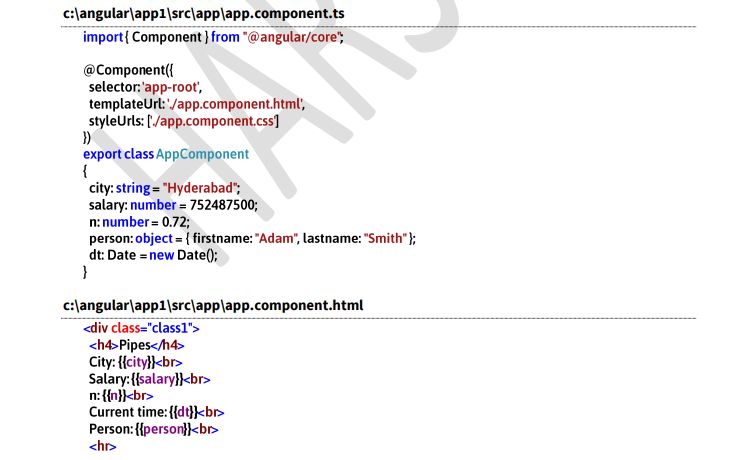 c:\angular\app1\src\app\app.component.ts
import { Component } from "@angular/core";
@Component({
selector: 'app-root',
templateUrl: './app.component.html',
styleUrls: ['./app.component.css']
})
export class AppComponent
{
city: string = "Hyderabad";
salary: number = 752487500;
n: number = 0.72;
person: object = { firstname: "Adam", lastname: "Smith" };
dt: Date = new Date();
}
c:\angular\app1\src\app\app.component.html
<div class="class1">
<h4>Pipes</h4>
City: {{city}}<br>
Salary: {{salary}}<br>
n: {{n}}<br>
Current time: {{dt}}<br>
Person: {{person}}<br>
<hr>